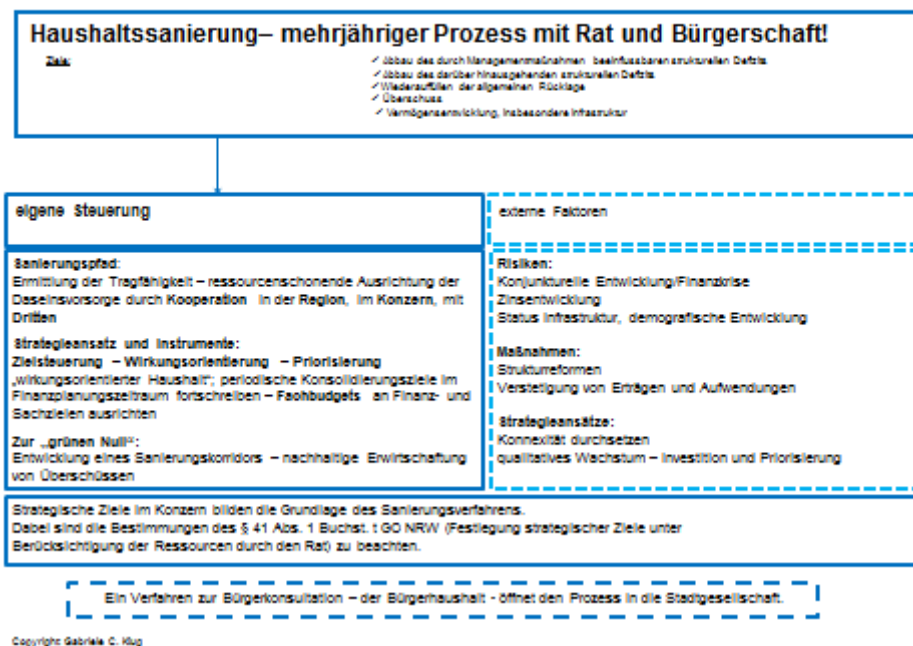 Haushaltssanierung– mehrjähriger Prozess mit Rat und Bürgerschaft!
Ziele:
✓ Abbau des durch Managementmaßnahmen beeinflussbaren strukturellen Defizits
✓ Abbau des darüber hinausgehenden strukturellen Defizits
✓ Wiederauffüllen der allgemeinen Rücklage
✓ Überschuss
✓ Vermögensentwicklung, insbesondere Infrastruktur
eigene Steuerung
externe Faktoren
Sanierungspfad:
Ermittlung der Tragfähigkeit – ressourcenschonende Ausrichtung der
Daseinsvorsorge durch Kooperation in der Region, im Konzern, mit
Dritten
Strategieansatz und Instrumente:
Zielsteuerung – Wirkungsorientierung – Priorisierung
„wirkungsorientierter Haushalt“; periodische Konsolidierungsziele im
Finanzplanungszeitraum fortschreiben – Fachbudgets an Finanz- und
Sachzielen ausrichten
Zur „grünen Null“:
Entwicklung eines Sanierungskorridors – nachhaltige Erwirtschaftung
von Überschüssen
Risiken:
Konjunkturelle Entwicklung/Finanzkrise
Zinsentwicklung
Status Infrastruktur, demografische Entwicklung
Maßnahmen:
Strukturreformen
Verstetigung von Erträgen und Aufwendungen
Strategieansätze:
Konnexität durchsetzen
qualitatives Wachstum – Investition und Priorisierung
Strategische Ziele im Konzern bilden die Grundlage des Sanierungsverfahrens.
Dabei sind die Bestimmungen des § 41 Abs. 1 Buchst. t GO NRW (Festlegung strategischer Ziele unter
Berücksichtigung der Ressourcen durch den Rat) zu beachten.
Ein Verfahren zur Bürgerkonsultation – der Bürgerhaushalt - öffnet den Prozess in die Stadtgesellschaft.
Copyright Gabriele C. Klug